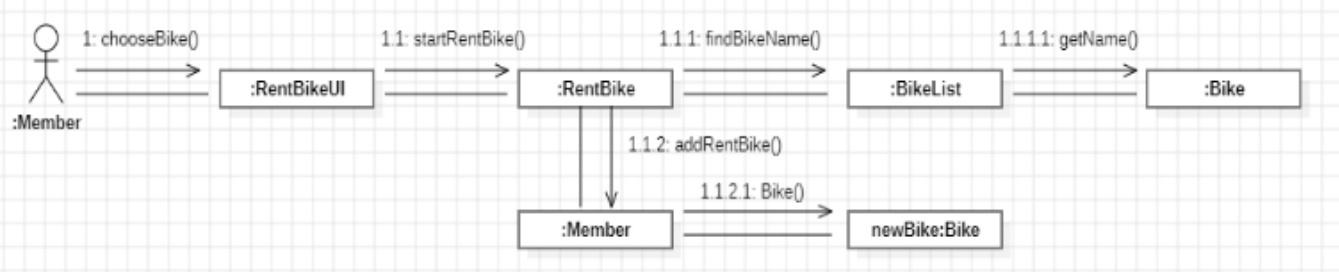 1: chooseBike()
1.1: startRentBike()
1.1.1: findBikeName()
1.1.1.1: getName()
:RentBikeUI
:RentBike
:BikeList
:Bike
:Member
1.1.2: addRentBike()
1.1.2.1: Bike()
:Member
newBike:Bike